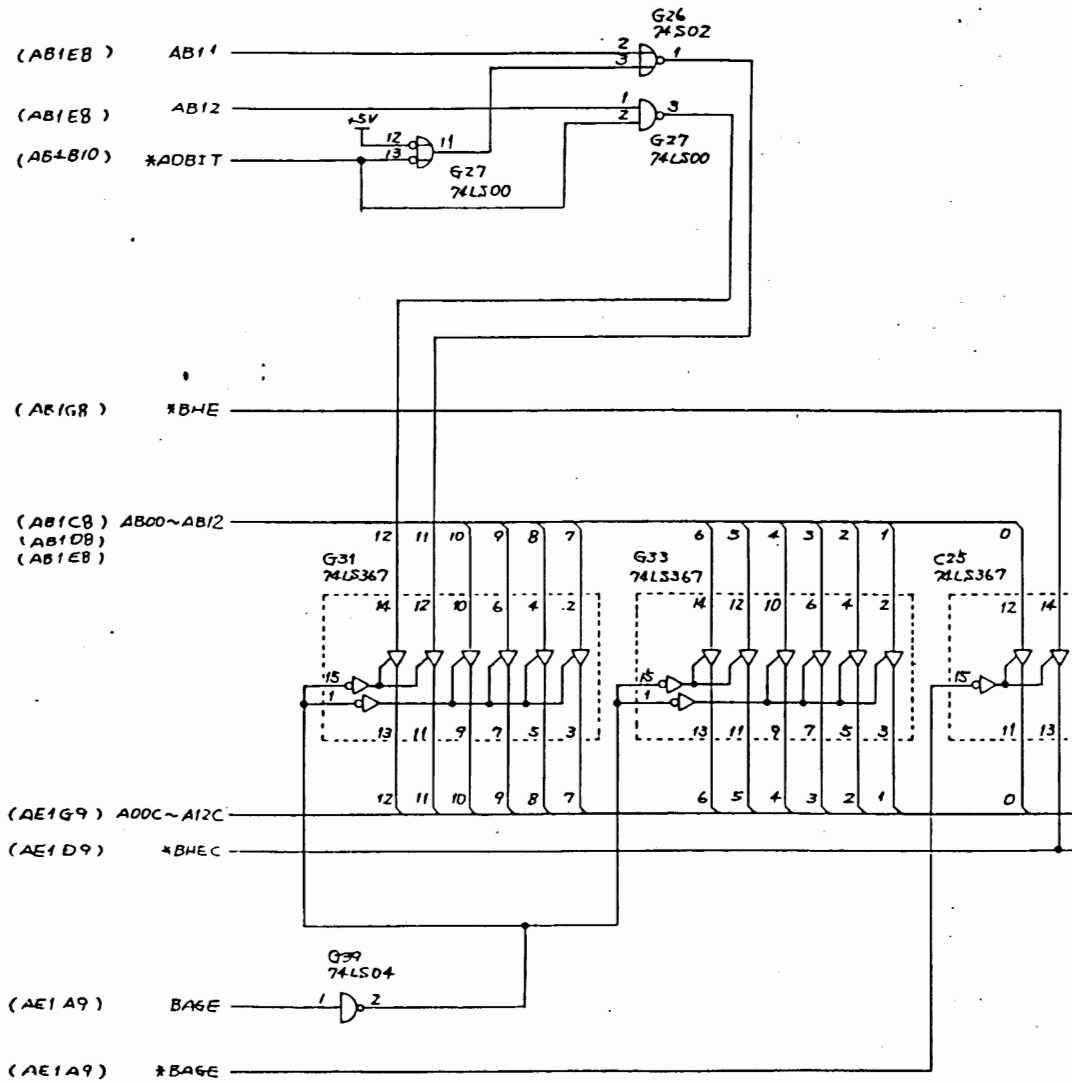 G26
74S02
(AB1E8) AB11
2
3
1
(AB1E8) AB12
1
2
3
+5V
12
13
11
G27
74LS00
(AB1B10) *ADBIT
G27
74LS00
(AB1G8) *BHE
(AB1C8) AB00~AB12
(AB1D8)
(AB1E8)
12 11 10 9 8 7 6 5 4 3 2 1 0
G31
74LS367
G33
74LS367
C25
74LS367
14 12 10 6 4 2 14 12 10 6 4 2 12 14
15 15 15
1 1
13 11 9 7 5 3 13 11 9 7 5 3 11 13
12 11 10 9 8 7 6 5 4 3 2 1 0
(AE1G9) A00C~A12C
(AE1D9) *BHEC
G39
74LS04
(AE1A9) BAGE
1 2
(AE1A9) *BAGE